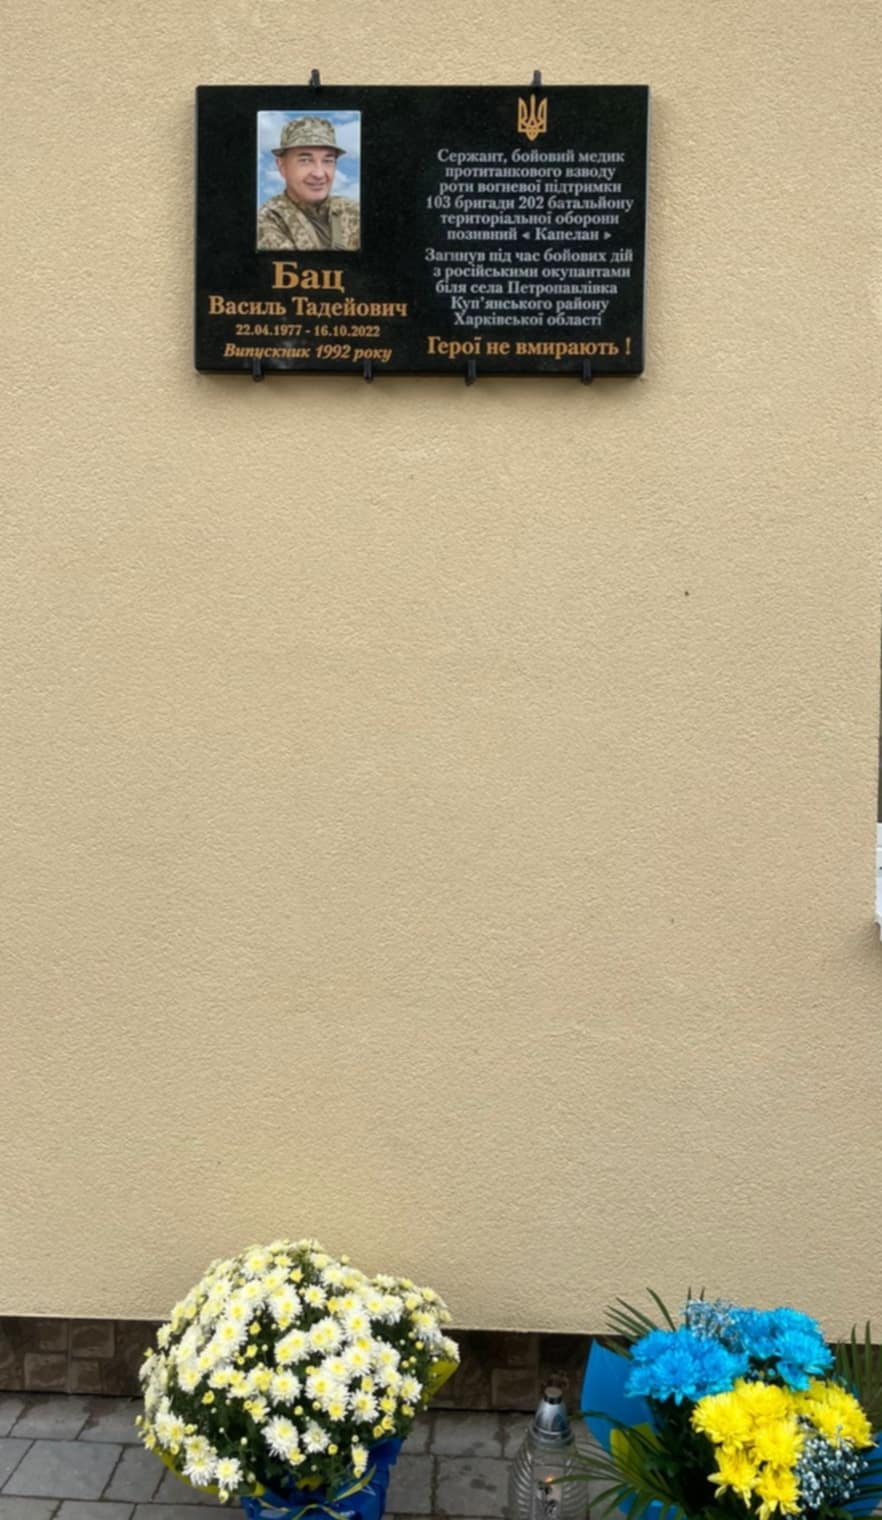 Бац
Василь Тадейович
22.04.1977 - 16.10.2022
Випускник 1992 року
Сержант, бойовий медик
протитанкового взводу
роти вогневої підтримки
103 бригади 202 батальйону
територіальної оборони
позивний « Капелан »
Загинув під час бойових дій
з російськими окупантами
біля села Петропавлівка
Куп'янського району
Харківської області
Герої не вмирають !